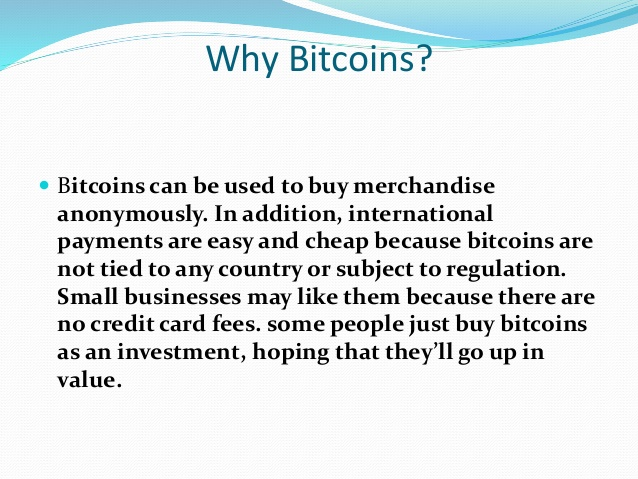 Why Bitcoins?
• Bitcoins can be used to buy merchandise
anonymously. In addition, international
payments are easy and cheap because bitcoins are
not tied to any country or subject to regulation.
Small businesses may like them because there are
no credit card fees. some people just buy bitcoins
as an investment, hoping that they’ll go up in
value.